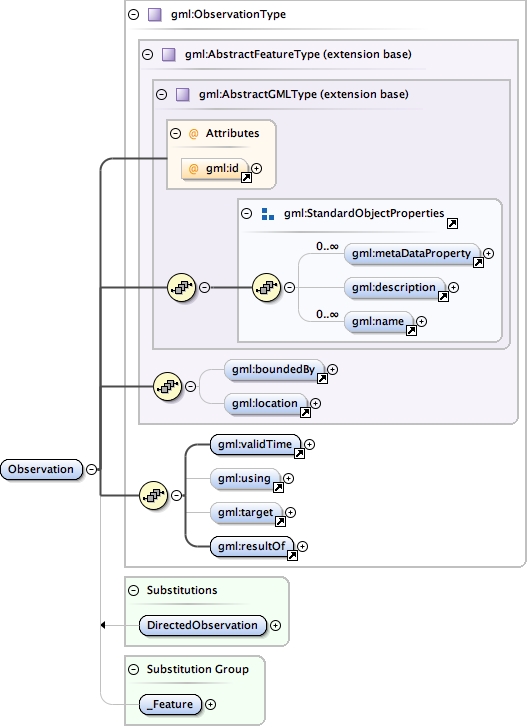 gml:ObservationType
gml:AbstractFeatureType (extension base)
gml:AbstractGMLType (extension base)
@ Attributes
@ gml:id
gml:StandardObjectProperties
0..∞
gml:metaDataProperty
gml:description
0..∞
gml:name
gml:boundedBy
gml:location
gml:validTime
Observation
gml:using
gml:target
gml:resultOf
Substitutions
DirectedObservation
Substitution Group
_Feature